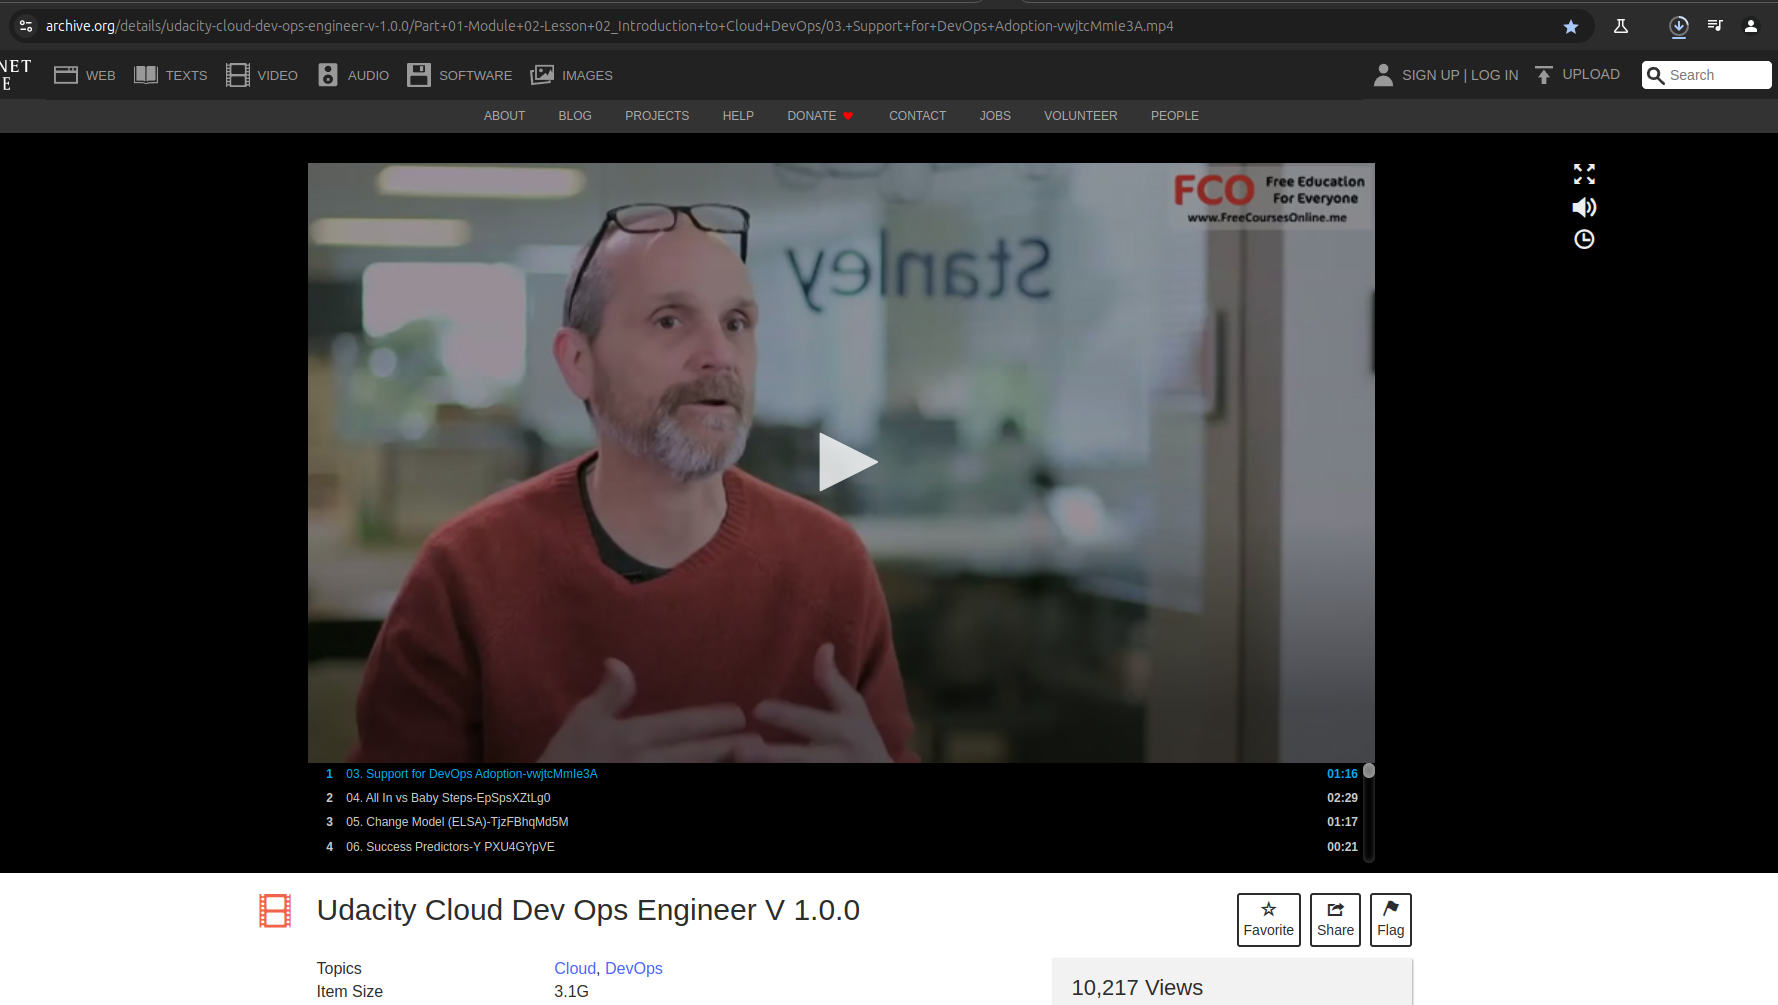 archive.org/details/udacity-cloud-dev-ops-engineer-v-1.0.0/Part+01-Module+02-Lesson+02_Introduction+to+Cloud+DevOps/03.+Support+for+DevOps+Adoption-vwjtcMmIe3A.mp4
NET
E
WEB
TEXTS
VIDEO
AUDIO
SOFTWARE
IMAGES
SIGN UP | LOG IN
UPLOAD
Search
ABOUT
BLOG
PROJECTS
HELP
DONATE
CONTACT
JOBS
VOLUNTEER
PEOPLE
FCO Free Education
For Everyone
www.FreeCoursesOnline.me
Stanley
1 03. Support for DevOps Adoption-vwjtcMmIe3A 01:16
2 04. All In vs Baby Steps-EpSpsXZtLg0 02:29
3 05. Change Model (ELSA)-TjzFBhqMd5M 01:17
4 06. Success Predictors-Y PXU4GYpVE 00:21
Udacity Cloud Dev Ops Engineer V 1.0.0
Favorite
Share
Flag
Topics Cloud, DevOps
Item Size 3.1G
10,217 Views